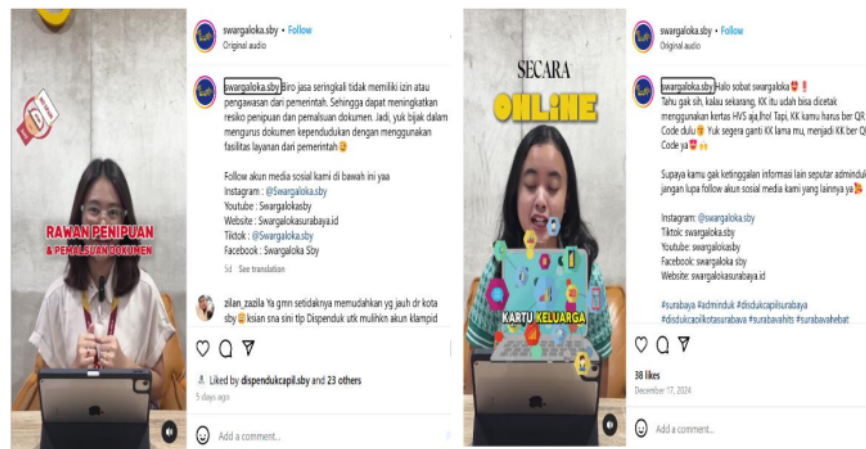 RAWAN PENIPUAN
& PEMALSUAN DOKUMEN
swargaloka.sby • Follow
Original audio
swargaloka.sby Biro jasa seringkali tidak memiliki izin atau
pengawasan dari pemerintah. Sehingga dapat meningkatkan
resiko penipuan dan pemalsuan dokumen. Jadi, yuk bijak dalam
mengurus dokumen kependudukan dengan menggunakan
fasilitas layanan dari pemerintah😊
Follow akun media sosial kami di bawah ini yaa
Instagram : @Swargaloka.sby
Youtube : Swargalokasby
Website : Swargalokasurabaya.id
Tiktok : @Swargaloka.sby
Facebook : Swargaloka Sby
5d See translation
zilan_zazila Ya gmn setidaknya memudahkan yg jauh dr kota
sby😩ksian sna sini tlp Dispenduk utk mulihkn akun klampid
Liked by dispendukcapil.sby and 23 others
5 days ago
Add a comment...
SECARA
ONLINE
KARTU KELUARGA
swargaloka.sby • Follow
Original audio
swargaloka.sby Halo sobat swargaloka😍❗
Tahu gak sih, kalau sekarang, KK itu udah bisa dicetak
menggunakan kertas HVS aja,lho! Tapi, KK kamu harus ber QR
Code dulu😚 Yuk segera ganti KK lama mu, menjadi KK ber QR
Code ya😍🙌
Supaya kamu gak ketinggalan informasi lain seputar adminduk
jangan lupa follow akun sosial media kami yang lainnya ya🥳
Instagram: @swargaloka.sby
Tiktok: swargaloka.sby
Youtube: swargalokasby
Facebook: swargaloka sby
Website: swargalokasurabaya.id
#surabaya #adminduk #disdukcapilsurabaya
#disdukcapilkotasurabaya #surabayahits #surabayahebat
38 likes
December 17, 2024
Add a comment...